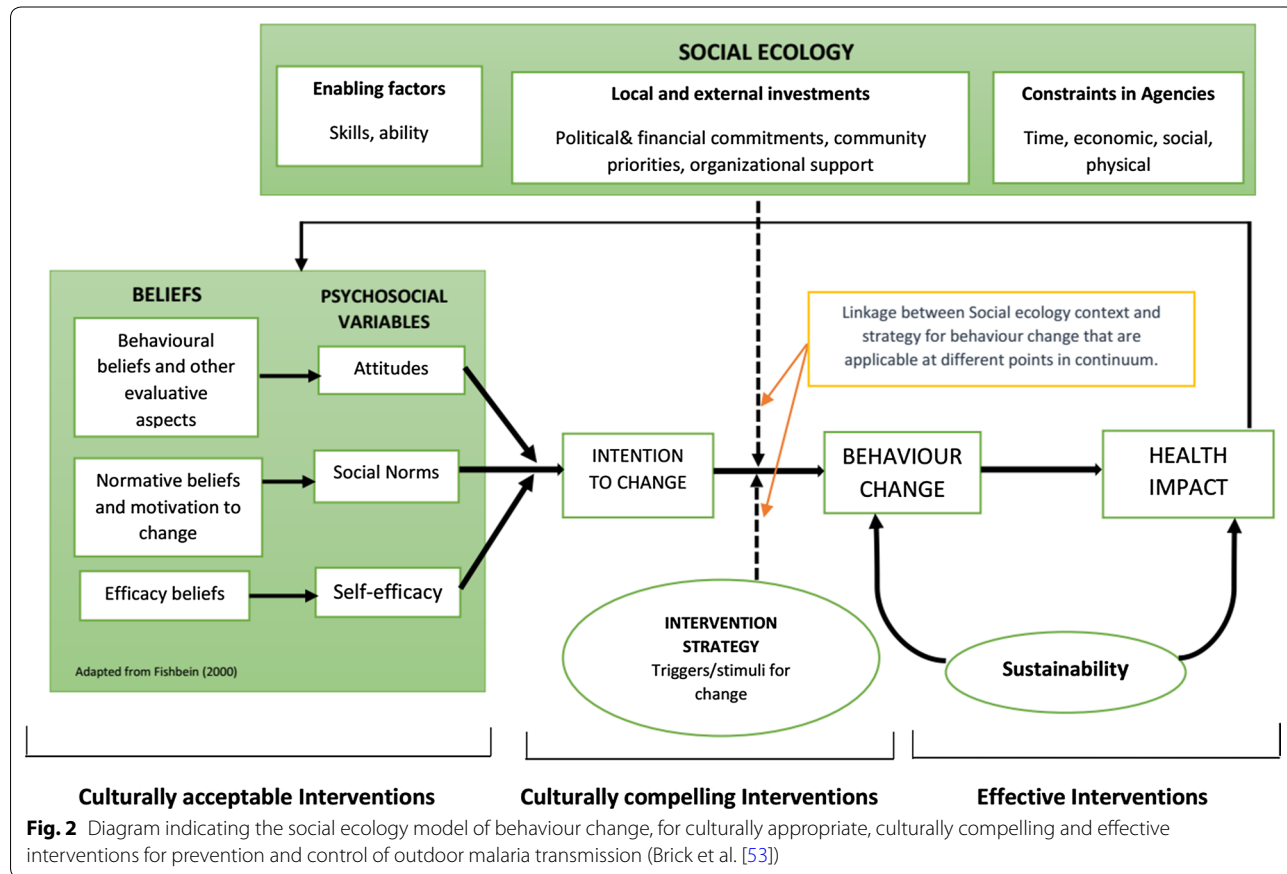 SOCIAL ECOLOGY
Enabling factors
Skills, ability
Local and external investments
Political& financial commitments, community
priorities, organizational support
Constraints in Agencies
Time, economic, social,
physical
BELIEFS
Behavioural
beliefs and other
evaluative
aspects
Normative beliefs
and motivation to
change
Efficacy beliefs
PSYCHOSOCIAL
VARIABLES
Attitudes
Social Norms
Self-efficacy
Adapted from Fishbein (2000)
INTENTION
TO CHANGE
Linkage between Social ecology context and
strategy for behaviour change that are
applicable at different points in continuum.
BEHAVIOUR
CHANGE
HEALTH
IMPACT
INTERVENTION
STRATEGY
Triggers/stimuli for
change
Sustainability
Culturally acceptable Interventions
Culturally compelling Interventions
Effective Interventions
Fig. 2 Diagram indicating the social ecology model of behaviour change, for culturally appropriate, culturally compelling and effective
interventions for prevention and control of outdoor malaria transmission (Brick et al. [53])